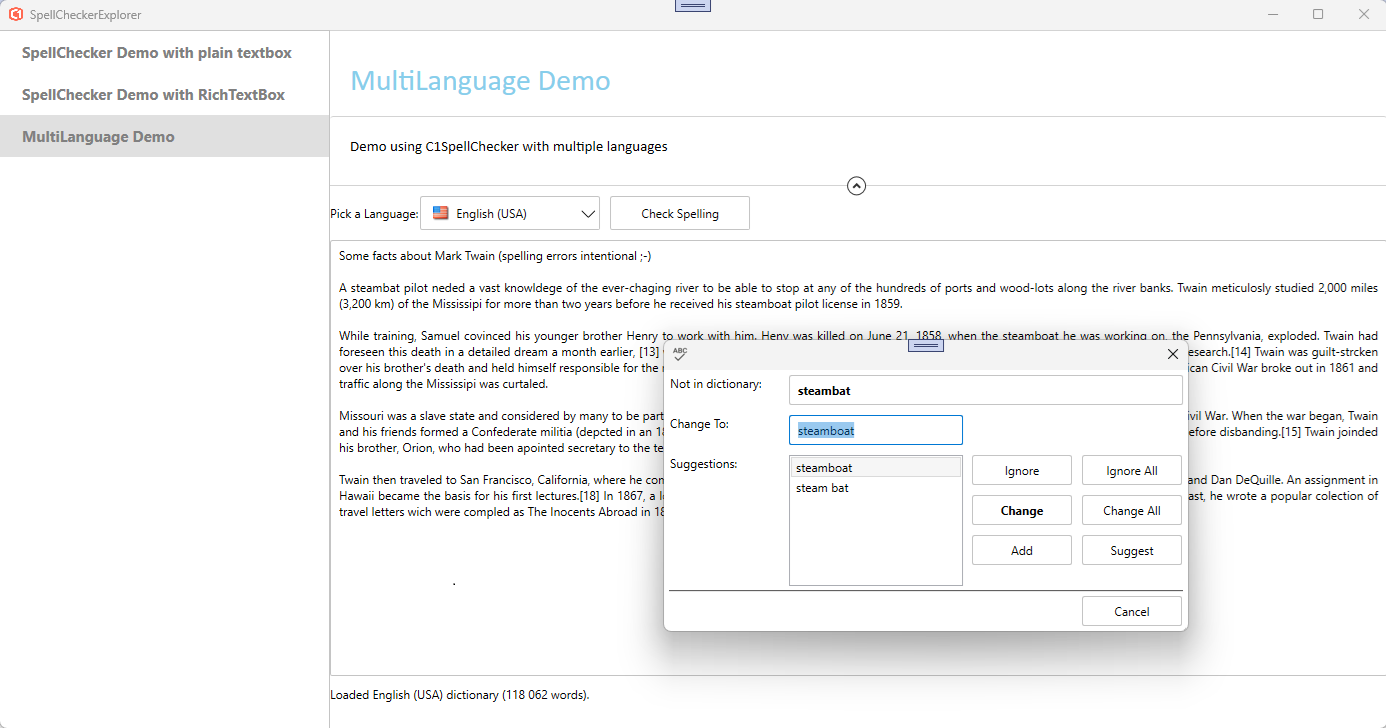 SpellCheckerExplorer
SpellChecker Demo with plain textbox
SpellChecker Demo with RichTextBox
MultiLanguage Demo
MultiLanguage Demo
Demo using C1SpellChecker with multiple languages
Pick a Language:
English (USA)
Check Spelling
Some facts about Mark Twain (spelling errors intentional ;-)
A steambat pilot neded a vast knowldege of the ever-chaging river to be able to stop at any of the hundreds of ports and wood-lots along the river banks. Twain meticulosly studied 2,000 miles
(3,200 km) of the Missisipi for more than two years before he received his steamboat pilot license in 1859.
While training, Samuel covinced his younger brother Henry to work with him. Heny was killed on June 21, 1858, when the steamboat he was working on, the Pennsylvania, exploded. Twain had
foreseen this death in a detailed dream a month earlier, [13] esearch.[14] Twain was guilt-strcken
over his brother's death and held himself responsible for the can Civil War broke out in 1861 and
traffic along the Missisipi was curtaled.
Missouri was a slave state and considered by many to be part ivil War. When the war began, Twain
and his friends formed a Confederate militia (depcted in an 18 efore disbanding.[15] Twain joinded
his brother, Orion, who had been apointed secretary to the te
Twain then traveled to San Francisco, California, where he con and Dan DeQuille. An assignment in
Hawaii became the basis for his first lectures.[18] In 1867, a l ast, he wrote a popular colection of
travel letters wich were compled as The Inocents Abroad in 18
ABC
Not in dictionary:
steambat
Change To:
steamboat
Suggestions:
steamboat
steam bat
Ignore
Ignore All
Change
Change All
Add
Suggest
Cancel
Loaded English (USA) dictionary (118 062 words).